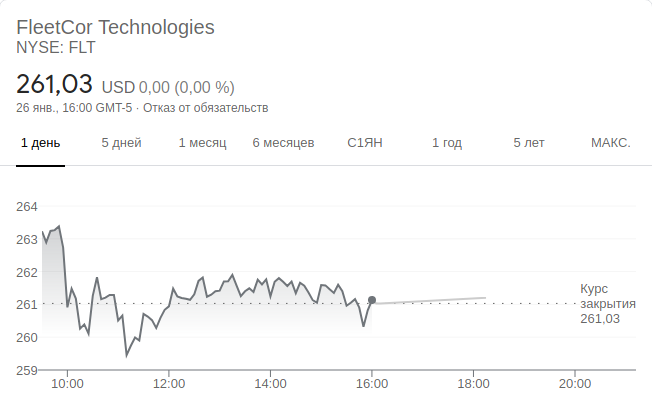 FleetCor Technologies
NYSE: FLT
261,03 USD 0,00 (0,00 %)
26 янв., 16:00 GMT-5 · Отказ от обязательств
1 день 5 дней 1 месяц 6 месяцев С1ЯН 1 год 5 лет МАКС.
264
263
262
261
260
259
Курс
закрытия
261,03
10:00 12:00 14:00 16:00 18:00 20:00